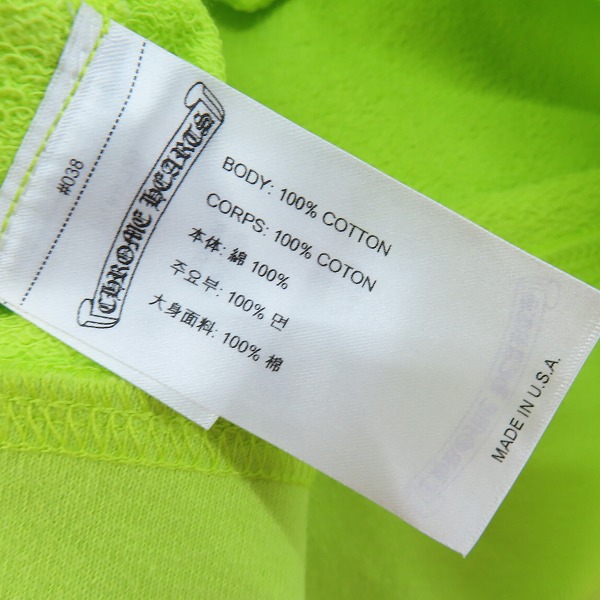 #038
CHROME HEARTS
BODY: 100% COTTON
CORPS: 100% COTON
本体: 綿 100%
주요부: 100% 면
大身面料: 100% 棉
MADE IN U.S.A.